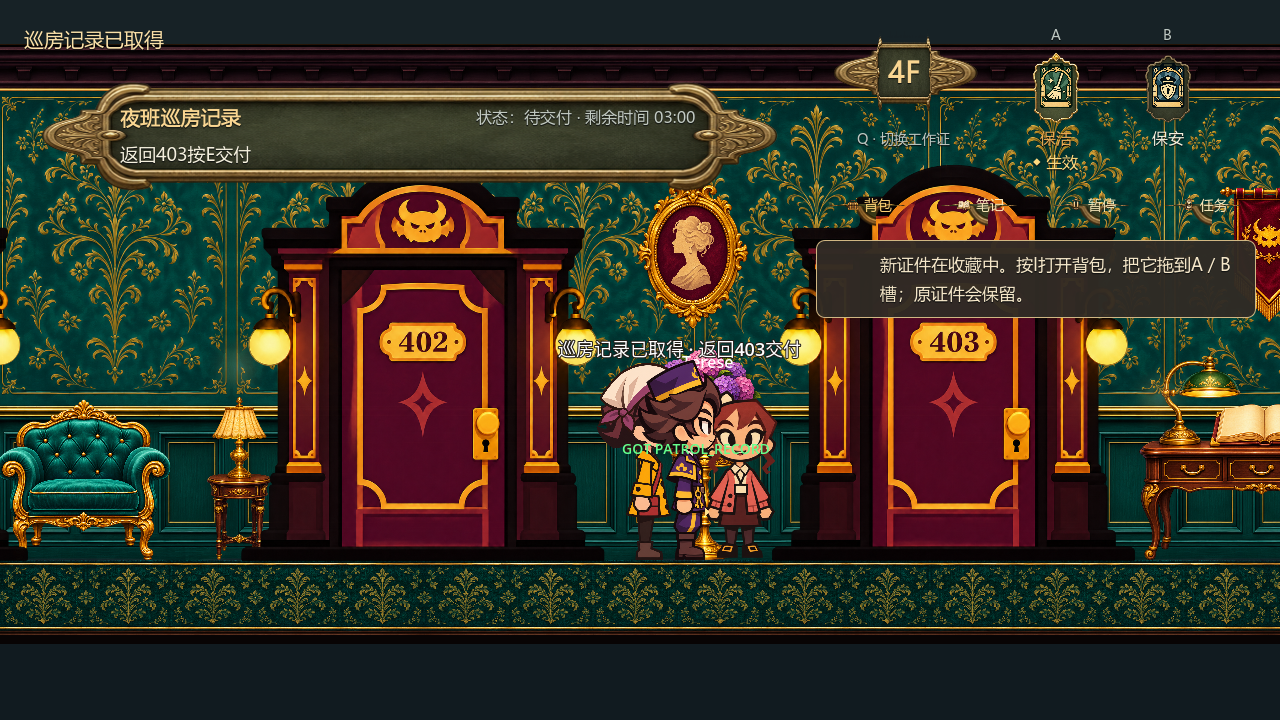 巡房记录已取得
A
B
4F
夜班巡房记录
状态：待交付 · 剩余时间 03:00
返回403按E交付
Q · 切换工作证
保洁
保安
生效
背包
笔记
暂停
任务
新证件在收藏中。按I打开背包，把它拖到A / B
槽；原证件会保留。
402
403
巡房记录已取得 · 返回403交付
GOT PATROL_RECORD